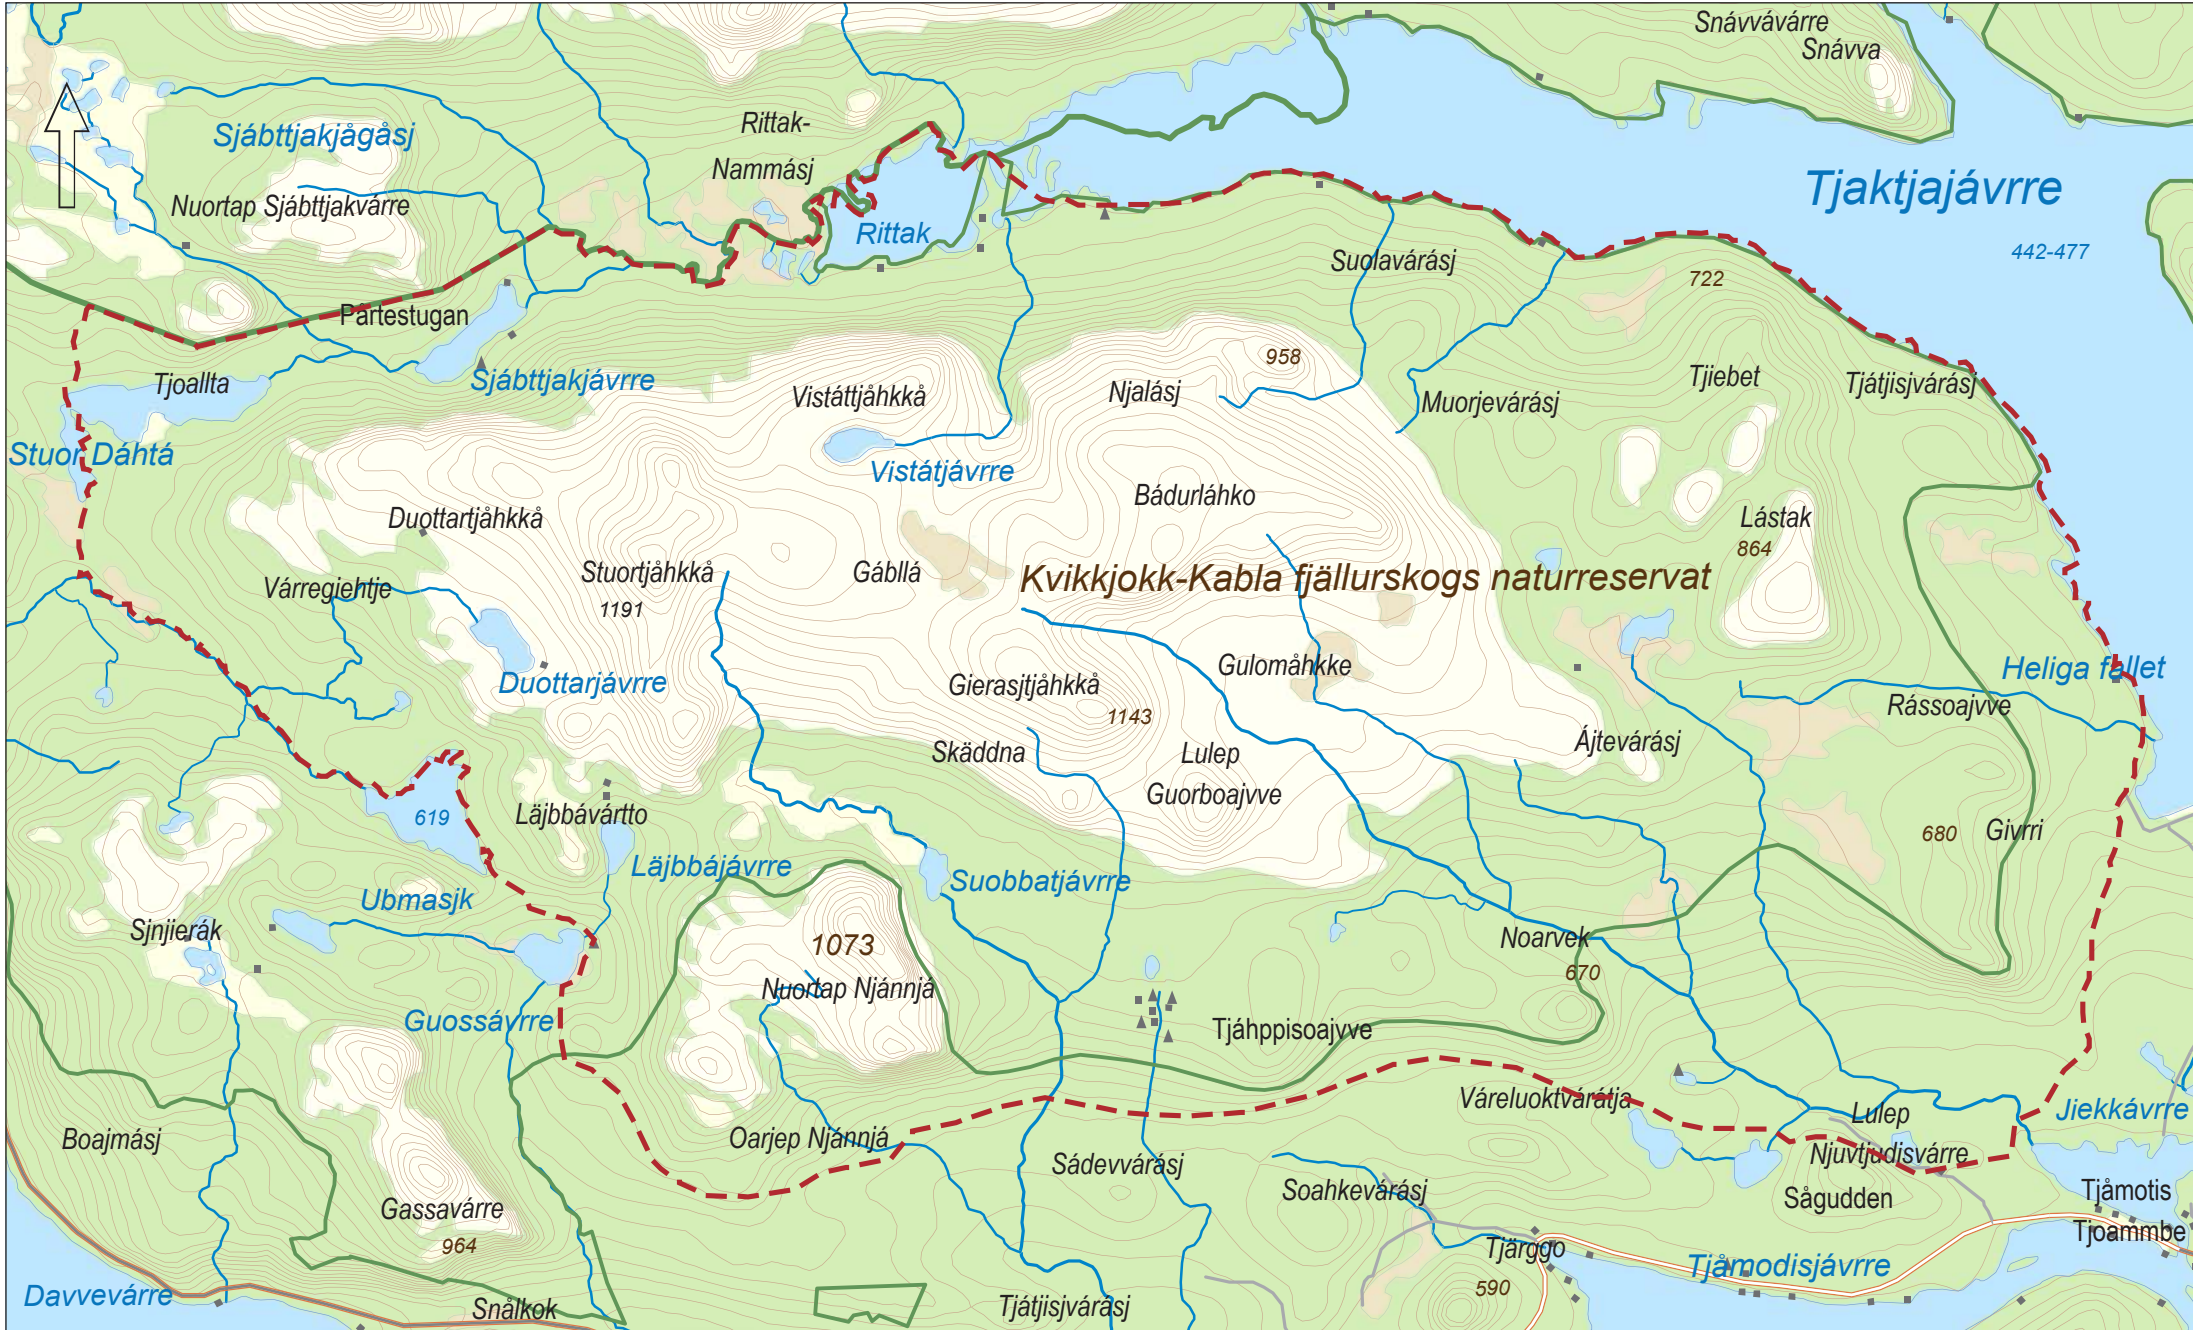 Snávvávárre
Snávva
Rittak-
Nammásj
Sjábttjakjågåsj
Nuortap Sjábttjakvárre
Tjaktjajávrre
Rittak
442-477
Suolavárásj
722
Pårtestugan
958
Tjoallta
Sjábttjakjávrre
Vistáttjåhkkå
Njalásj
Muorjevárásj
Tjiebet
Tjátjisjvárásj
Stuor Dáhtá
Vistátjávrre
Bádurláhko
Duottartjåhkkå
Lástak
864
Stuortjåhkkå
1191
Gábllá
Kvikkjokk-Kabla fjällurskogs naturreservat
Várregiehtje
Duottarjávrre
Gierasjtjåhkkå
1143
Gulomåhkke
Heliga fallet
Rássoajvve
Skäddna
Lulep
Guorboajvve
Ájtevárásj
619
Läjbbávártto
680
Givrri
Läjbbájávrre
Suobbatjávrre
Ubmasjk
Sjnjierák
1073
Nuortap Njánnjá
Noarvek
670
Guossávrre
Tjáhppisoajvve
Váreluoktvárátja
Lulep
Njuvtjudisvárre
Jiekkávrre
Boajmásj
Oarjep Njánnjá
Sádevvárásj
Soahkevárásj
Sågudden
Tjåmotis
Tjoammbe
Gassavárre
964
Tjärggo
590
Tjåmodisjávrre
Davvevárre
Snålkok
Tjátjisjvárásj